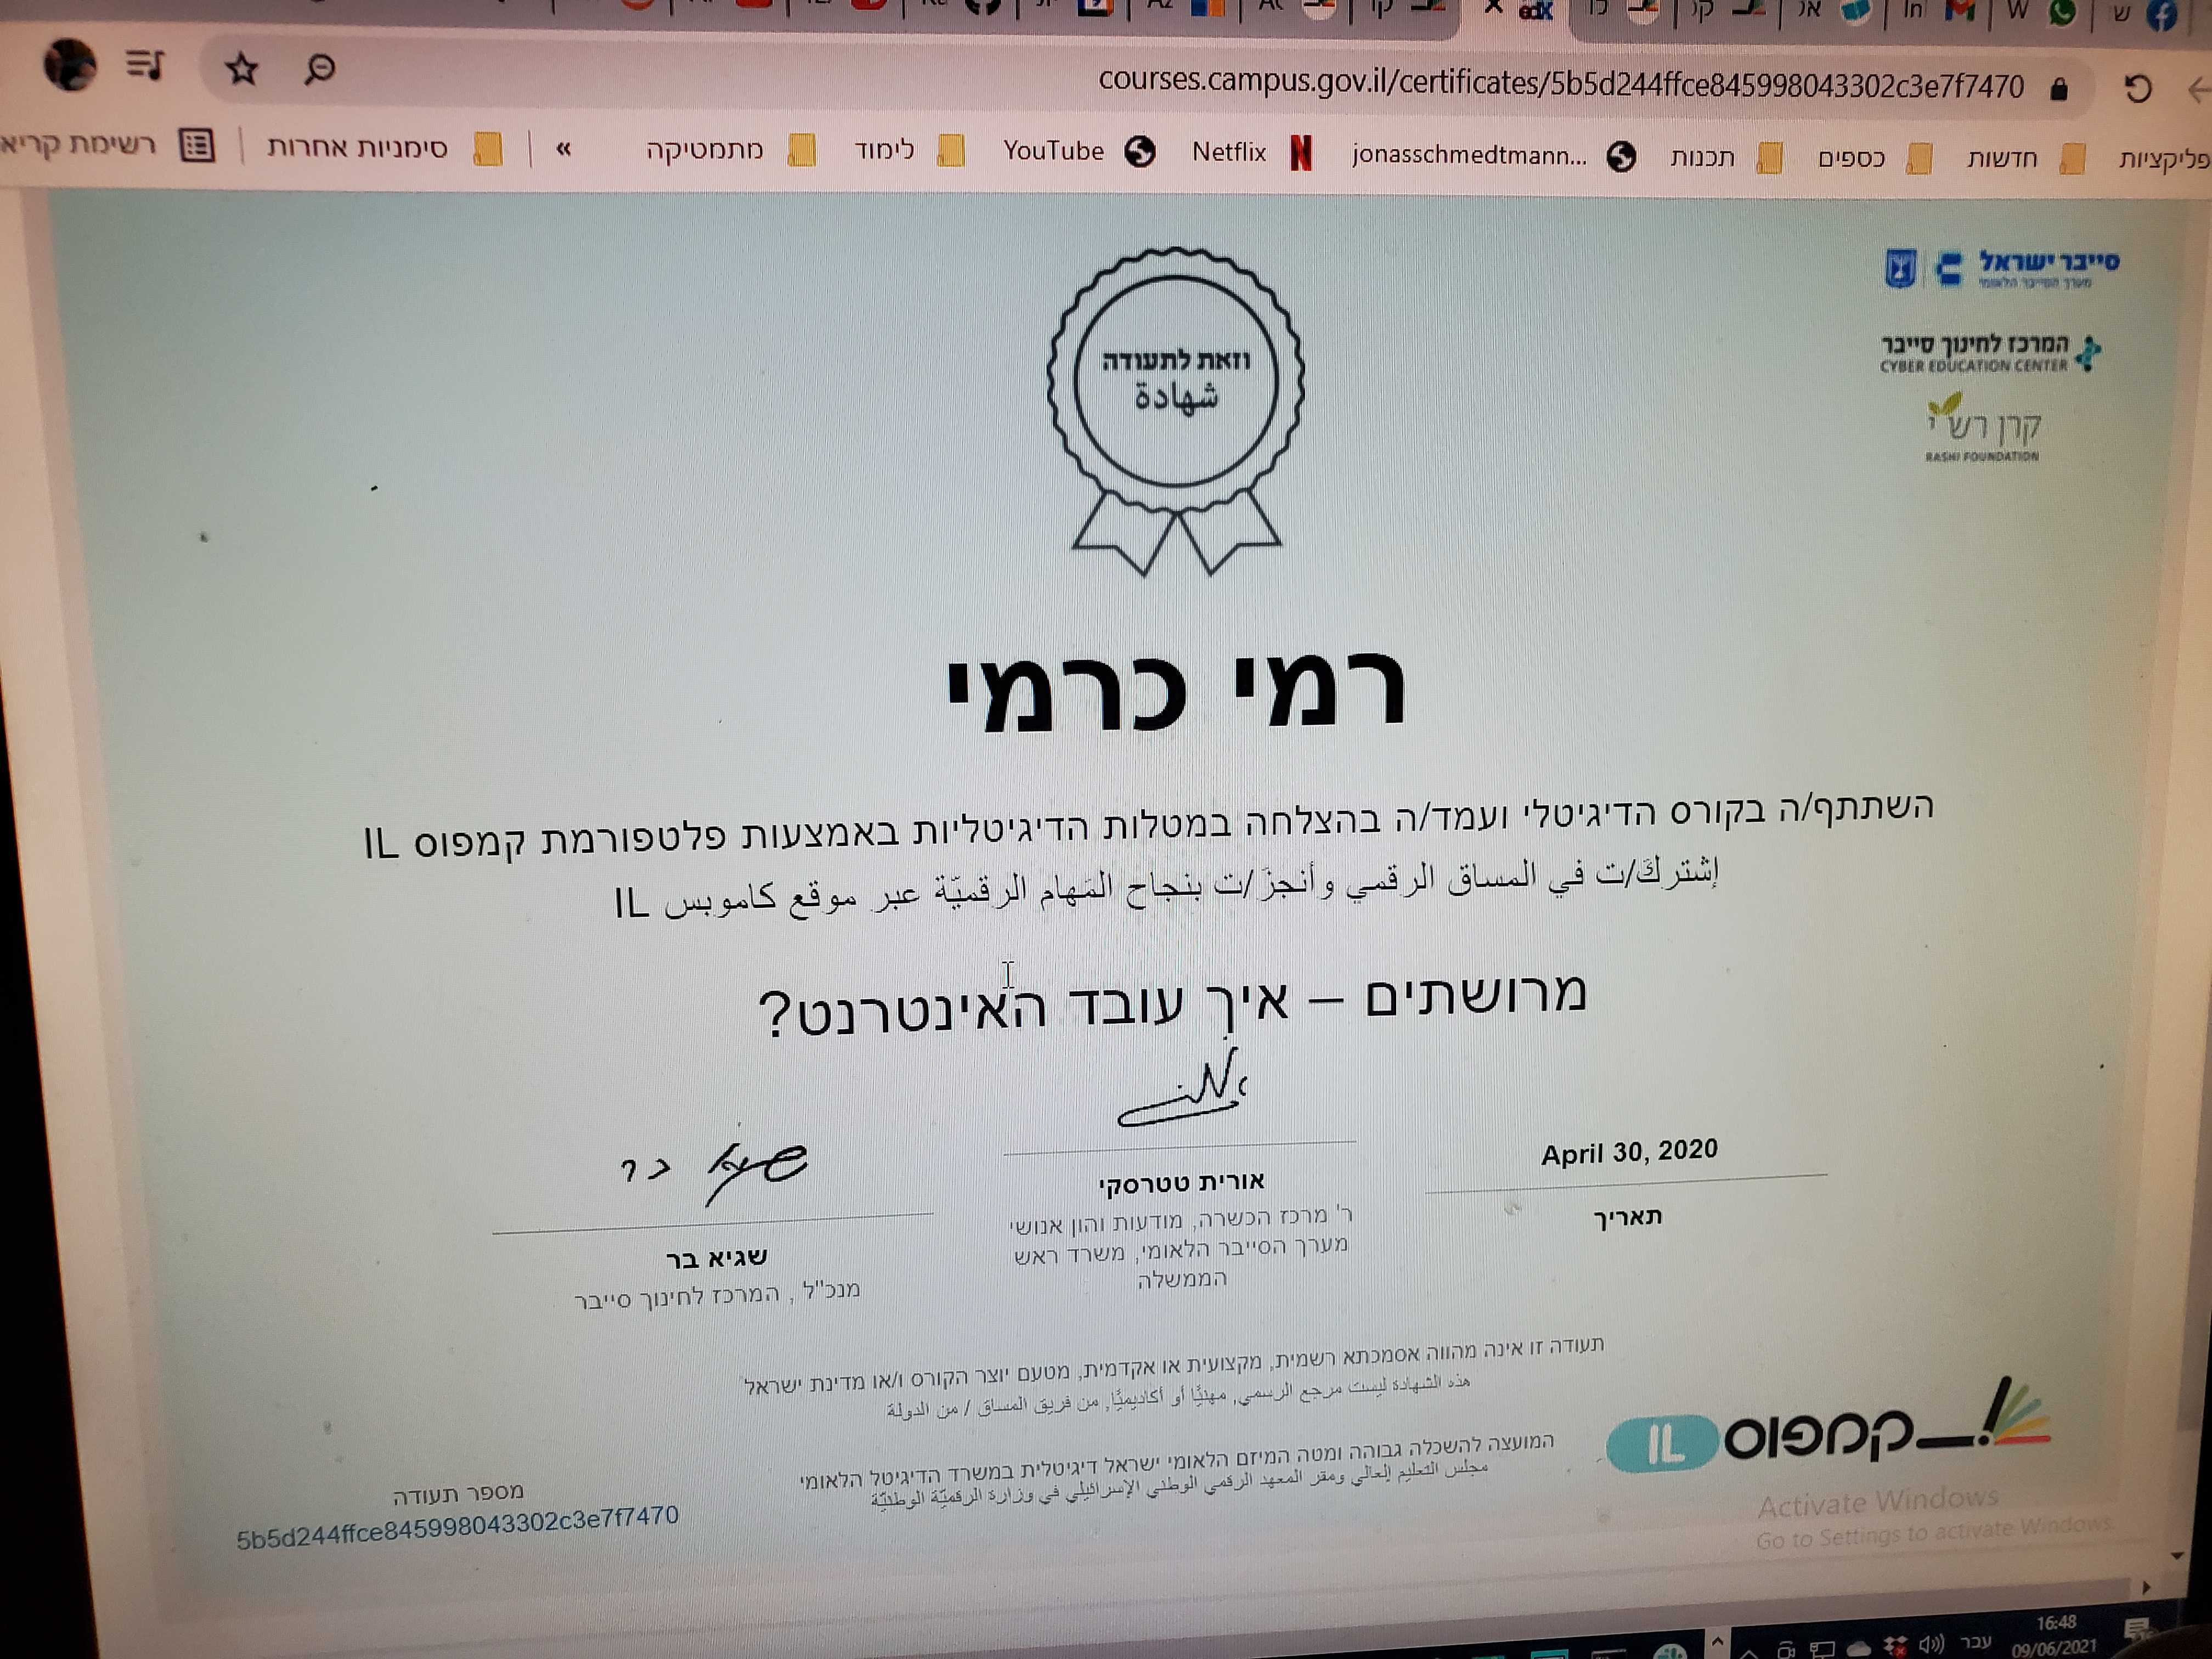 courses.campus.gov.il/certificates/5b5d244ffce845998043302c3e7f7470
פליקציות
חדשות
כספים
תכנות
jonasschmedtmann...
Netflix
YouTube
לימוד
מתמטיקה
»
סימניות אחרות
רשימת קריא
סייבר ישראל
מערך הסייבר הלאומי
המרכז לחינוך סייבר
CYBER EDUCATION CENTER
קרן רש"י
RASHI FOUNDATION
וזאת לתעודה
شهادة
רמי כרמי
השתתף/ה בקורס הדיגיטלי ועמד/ה בהצלחה במטלות הדיגיטליות באמצעות פלטפורמת קמפוס IL
إشتركَ/ت في المساق الرقمي وأنجزَ/ت بنجاح المَهام الرقميّة عبر موقع كاموبس IL
מרושתים – איך עובד האינטרנט?
April 30, 2020
תאריך
אורית טטרסקי
ר' מרכז הכשרה, מודעות והון אנושי
מערך הסייבר הלאומי, משרד ראש
הממשלה
שגיא בר
שגיא בר
מנכ"ל , המרכז לחינוך סייבר
תעודה זו אינה מהווה אסמכתא רשמית, מקצועית או אקדמית, מטעם יוצר הקורס ו/או מדינת ישראל
هذه الشهادة ليست مرجع الرسمي, مهنيًا أو أكاديميًا, من فريق المساق / من الدولة
קמפוס IL
המועצה להשכלה גבוהה ומטה המיזם הלאומי ישראל דיגיטלית במשרד הדיגיטל הלאומי
مجلس التعليم العالي ومقر المعهد الرقمي الوطني الإسرائيلي في وزارة الرقميّة الوطنيّة
מספר תעודה
5b5d244ffce845998043302c3e7f7470
Activate Windows
Go to Settings to activate Windows.
עבר
16:48
09/06/2021